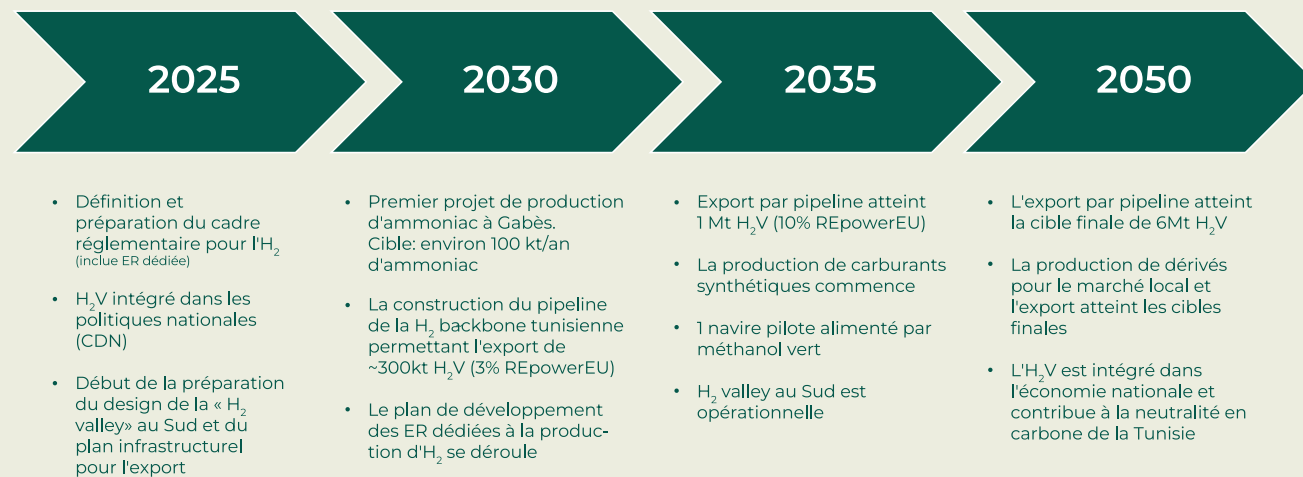 2025
• Définition et
préparation du cadre
réglementaire pour l'H₂
(inclue ER dédiée)
• H₂V intégré dans les
politiques nationales
(CDN)
• Début de la préparation
du design de la « H₂
valley» au Sud et du
plan infrastructurel
pour l'export
2030
• Premier projet de production
d'ammoniac à Gabès.
Cible: environ 100 kt/an
d'ammoniac
• La construction du pipeline
de la H₂ backbone tunisienne
permettant l'export de
~300kt H₂V (3% REpowerEU)
• Le plan de développement
des ER dédiées à la produc-
tion d'H₂ se déroule
2035
• Export par pipeline atteint
1 Mt H₂V (10% REpowerEU)
• La production de carburants
synthétiques commence
• 1 navire pilote alimenté par
méthanol vert
• H₂ valley au Sud est
opérationnelle
2050
• L'export par pipeline atteint
la cible finale de 6Mt H₂V
• La production de dérivés
pour le marché local et
l'export atteint les cibles
finales
• L'H₂V est intégré dans
l'économie nationale et
contribue à la neutralité en
carbone de la Tunisie